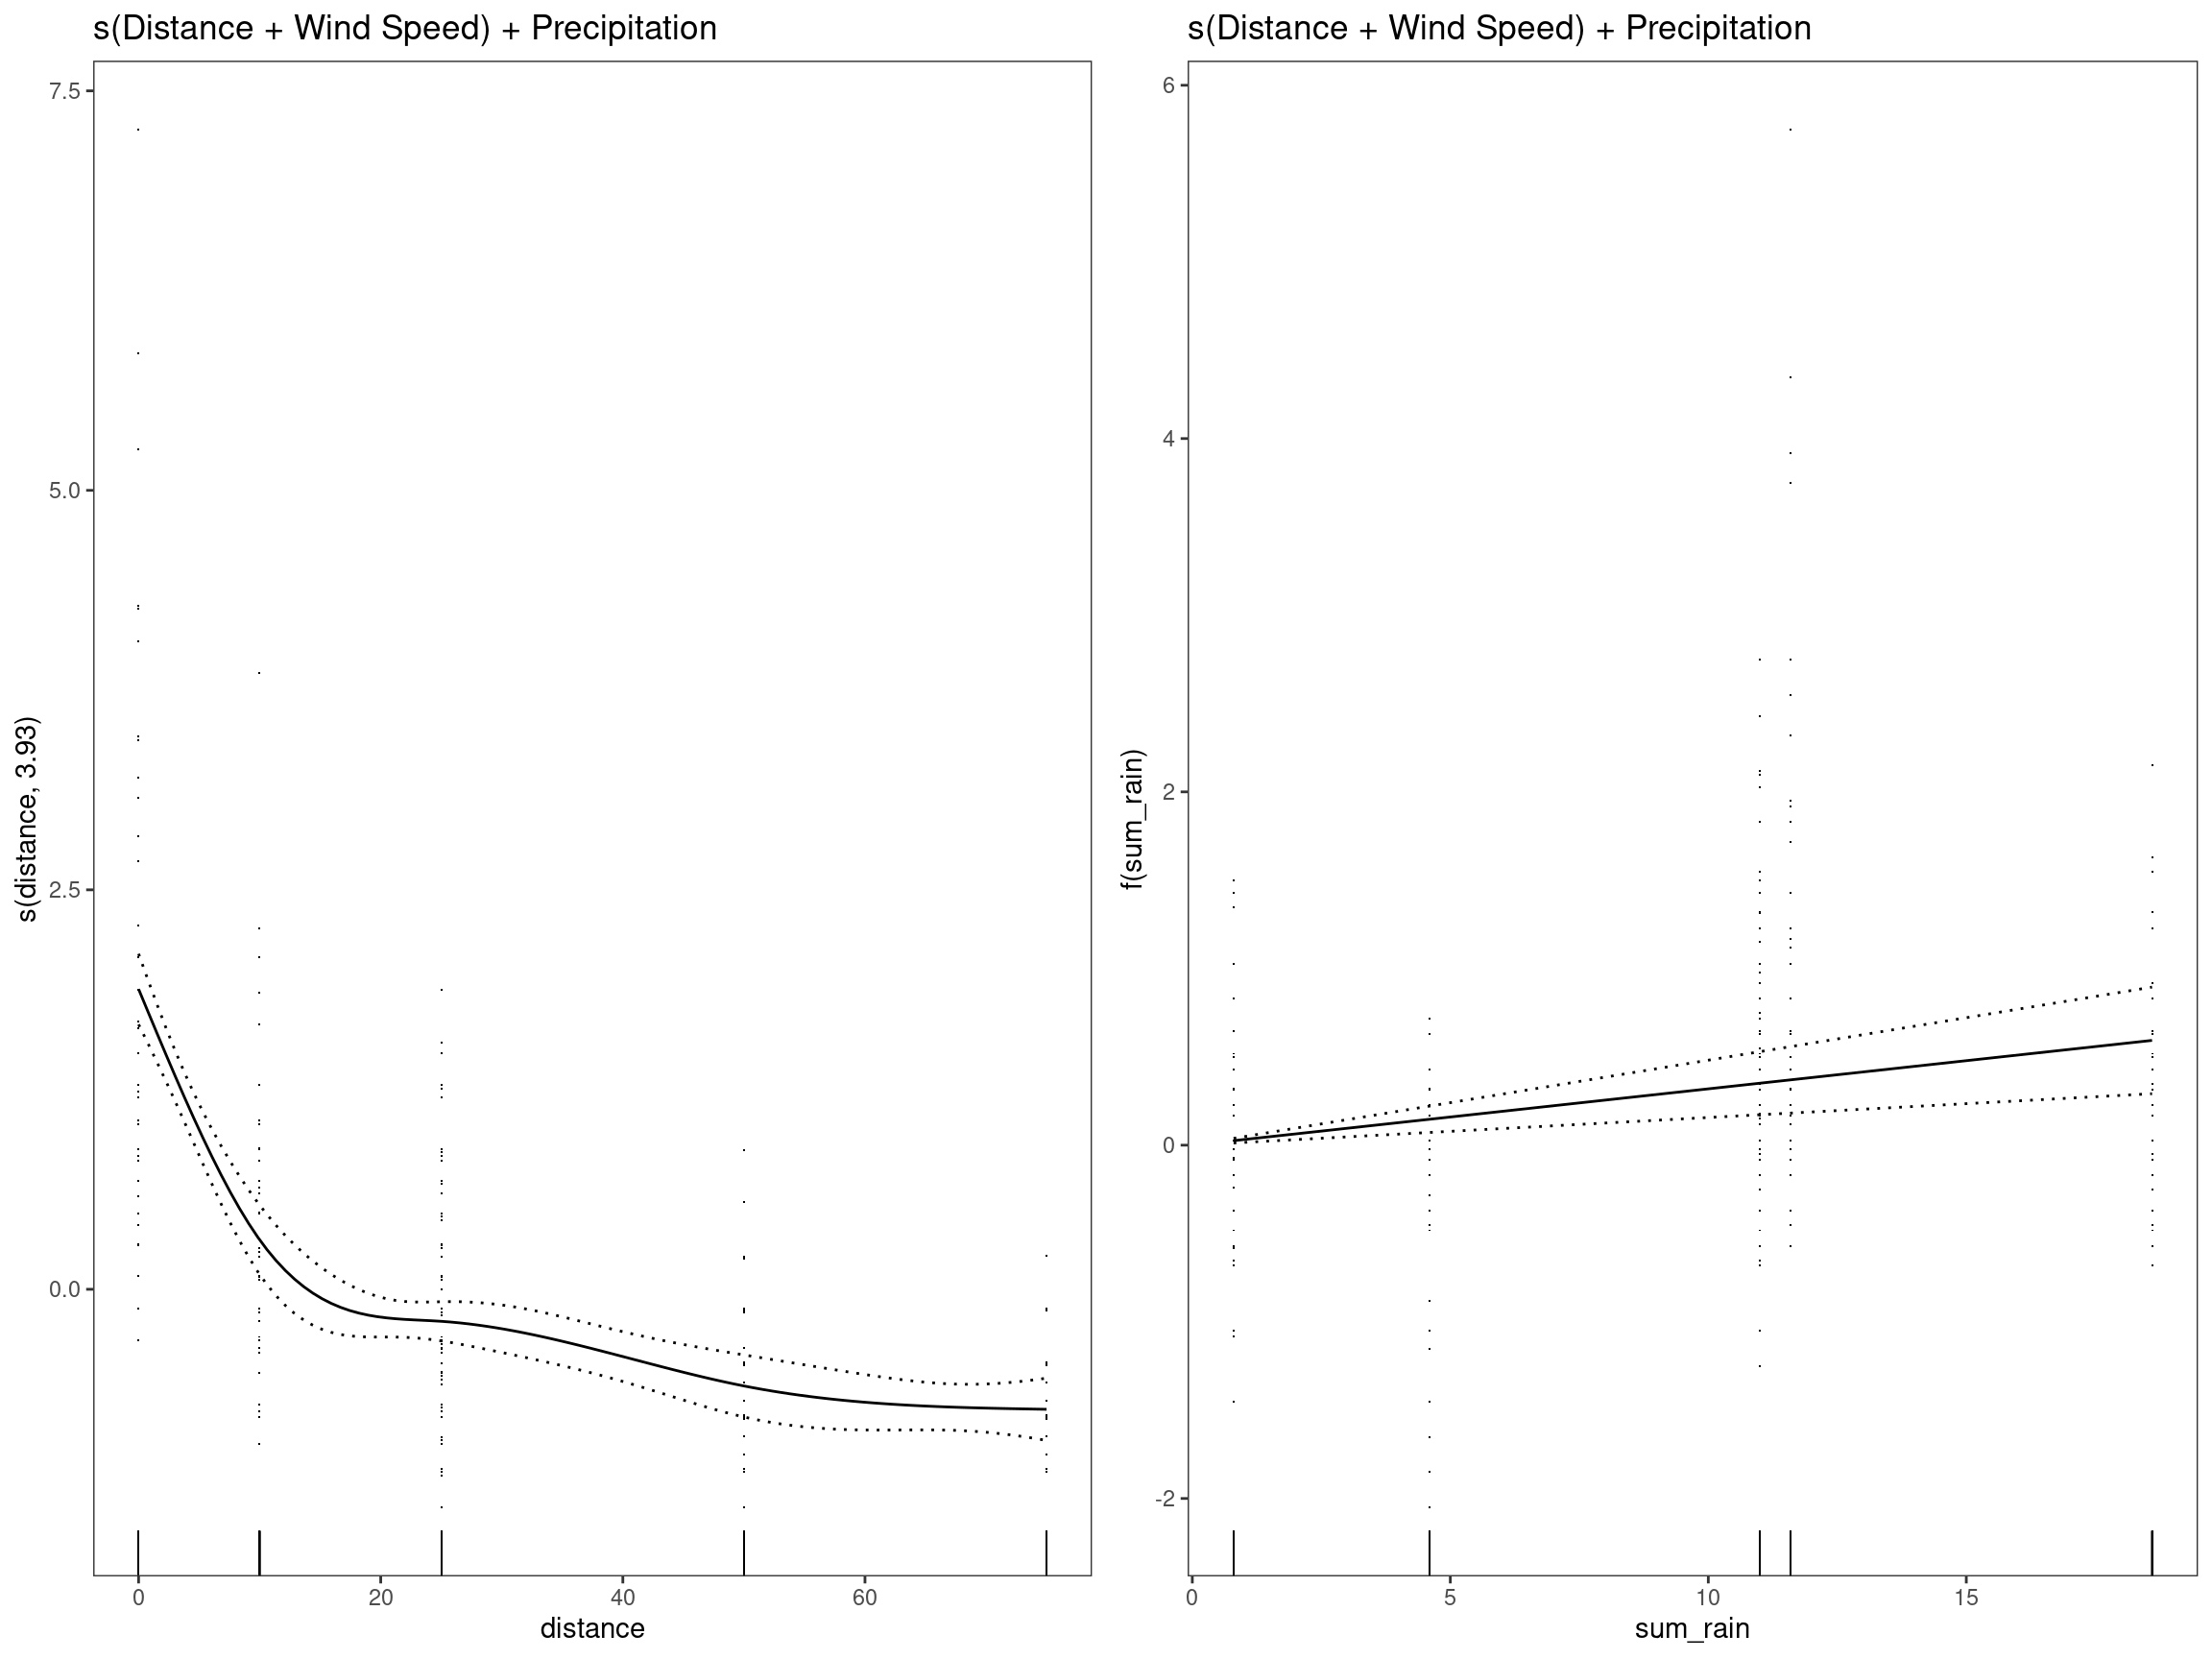 s(Distance + Wind Speed) + Precipitation
7.5
5.0
2.5
0.0
s(distance, 3.93)
0 20 40 60
distance
s(Distance + Wind Speed) + Precipitation
6
4
2
0
-2
f(sum_rain)
0 5 10 15
sum_rain